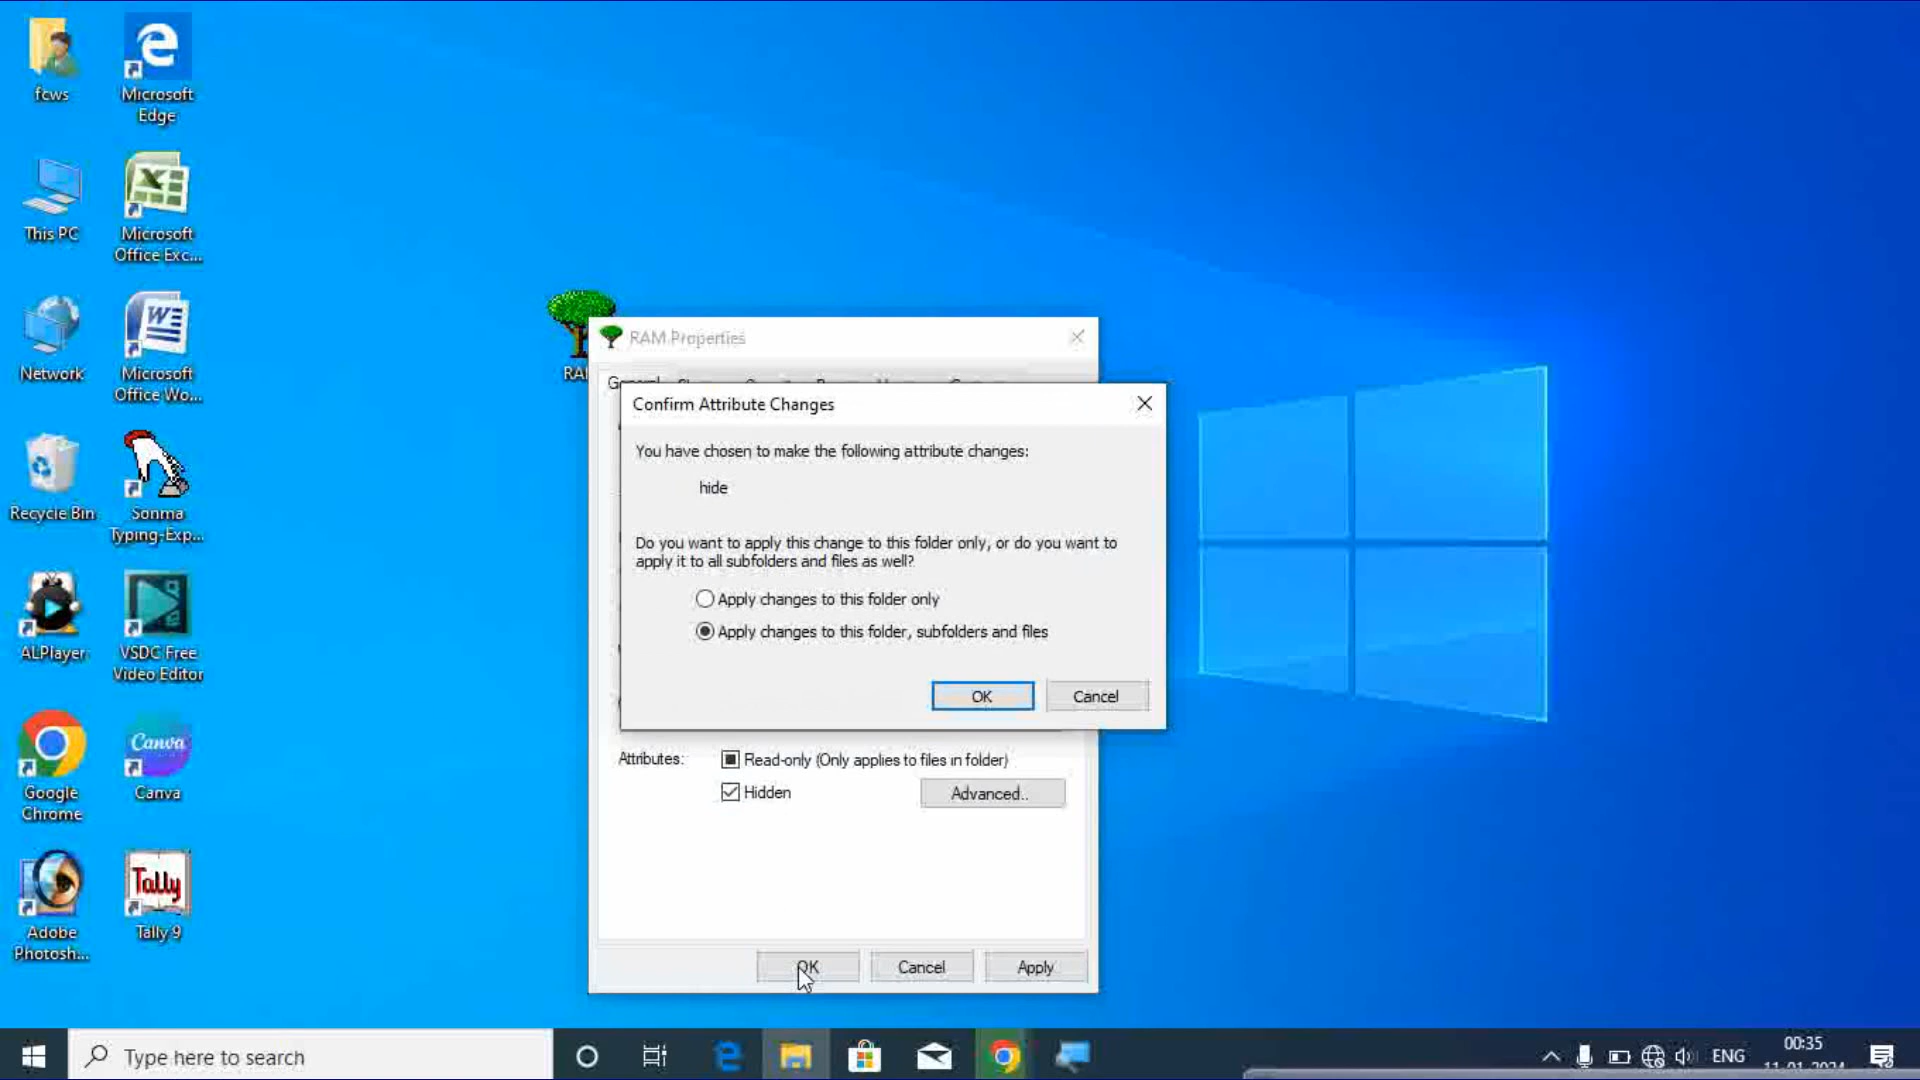 fcws
Microsoft
Edge
This PC
Microsoft
Office Exc...
Network
Microsoft
Office Wo...
Recycle Bin
Sonma
Typing-Exp...
ALPlayer
VSDC Free
Video Editor
Google
Chrome
Canva
Canva
Adobe
Photosh...
Tally
Tally 9
RAM Properties
Confirm Attribute Changes
You have chosen to make the following attribute changes:
hide
Do you want to apply this change to this folder only, or do you want to
apply it to all subfolders and files as well?
Apply changes to this folder only
Apply changes to this folder, subfolders and files
OK
Cancel
Attributes:
Read-only (Only applies to files in folder)
Hidden
Advanced..
OK
Cancel
Apply
Type here to search
ENG
00:35
11-01-2024